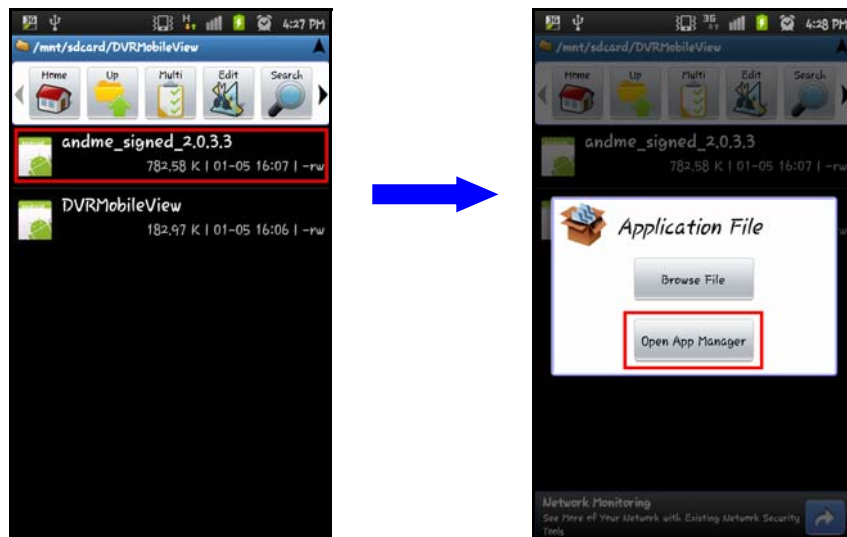 4:27 PM
/mnt/sdcard/DVRMobileView
Home Up Multi Edit Search
andme_signed_2.0.3.3
782.58 K | 01-05 16:07 | -rw
DVRMobileView
182.97 K | 01-05 16:06 | -rw
3G 4:28 PM
/mnt/sdcard/DVRMobileView
Home Up Multi Edit Search
andme_signed_2.0.3.3
782.58 K | 01-05 16:07 | -rw
Application File
Browse File
Open App Manager
Network Monitoring
See More of Your Network with Existing Network Security
Tools